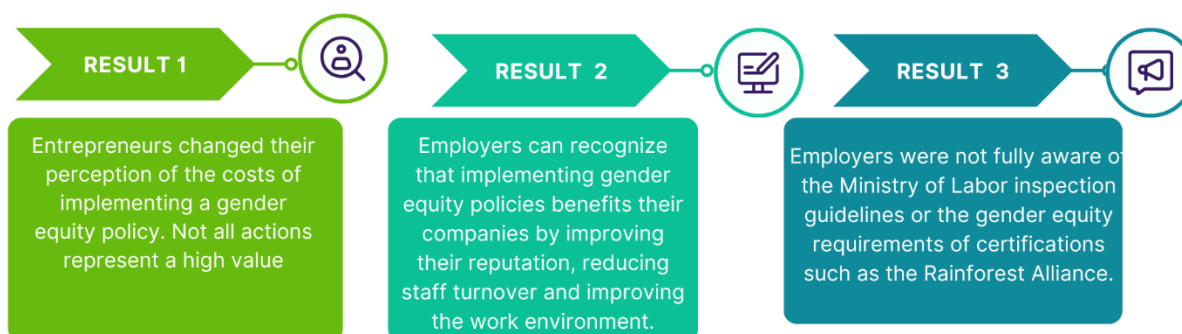 RESULT 1
Entrepreneurs changed their
perception of the costs of
implementing a gender
equity policy. Not all actions
represent a high value
RESULT 2
Employers can recognize
that implementing gender
equity policies benefits their
companies by improving
their reputation, reducing
staff turnover and improving
the work environment.
RESULT 3
Employers were not fully aware of
the Ministry of Labor inspection
guidelines or the gender equity
requirements of certifications
such as the Rainforest Alliance.